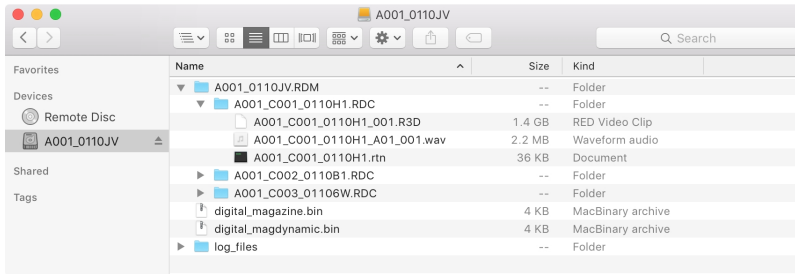 A001_0110JV
Search
Favorites
Devices
Remote Disc
A001_0110JV
Shared
Tags
Name Size Kind
A001_0110JV.RDM -- Folder
A001_C001_0110H1.RDC -- Folder
A001_C001_0110H1_001.R3D 1.4 GB RED Video Clip
A001_C001_0110H1_A01_001.wav 2.2 MB Waveform audio
A001_C001_0110H1.rtn 36 KB Document
A001_C002_0110B1.RDC -- Folder
A001_C003_01106W.RDC -- Folder
digital_magazine.bin 4 KB MacBinary archive
digital_magdynamic.bin 4 KB MacBinary archive
log_files -- Folder